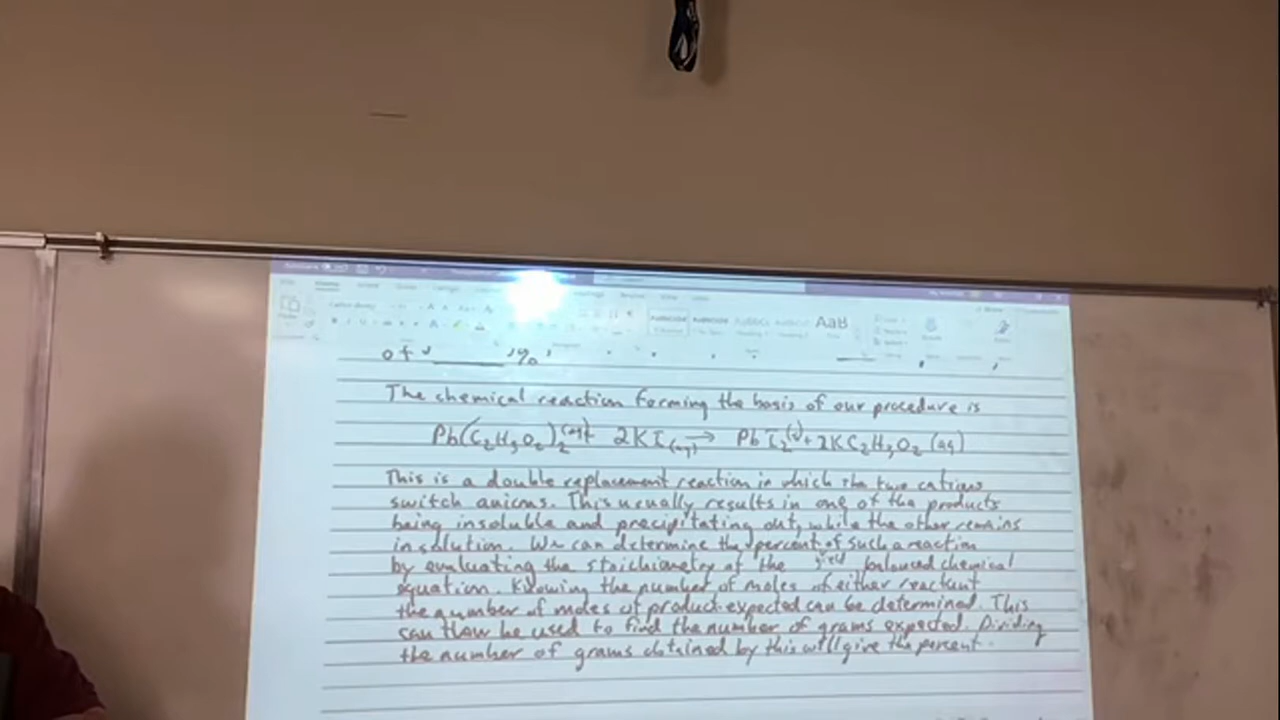 AaB
of _____ %
The chemical reaction forming the basis of our procedure is
Pb(C₂H₃O₂)₂(aq)+ 2KI(aq) → PbI₂(s)+2KC₂H₃O₂ (aq)
This is a double replacement reaction in which the two cations
switch anions. This usually results in one of the products
being insoluble and precipitating out, while the other remains
in solution. We can determine the percent of such a reaction
by evaluating the stoichiometry of the yield balanced chemical
equation. Knowing the number of moles of either reactant
the number of moles of product expected can be determined. This
can then be used to find the number of grams expected. Dividing
the number of grams obtained by this will give the percent